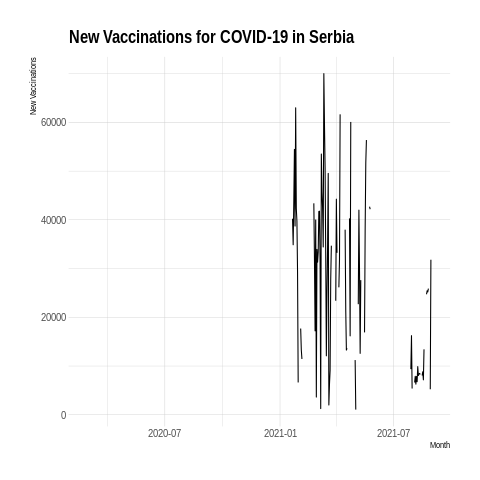 New Vaccinations for COVID-19 in Serbia
New Vaccinations
60000
40000
20000
0
2020-07
2021-01
2021-07
Month